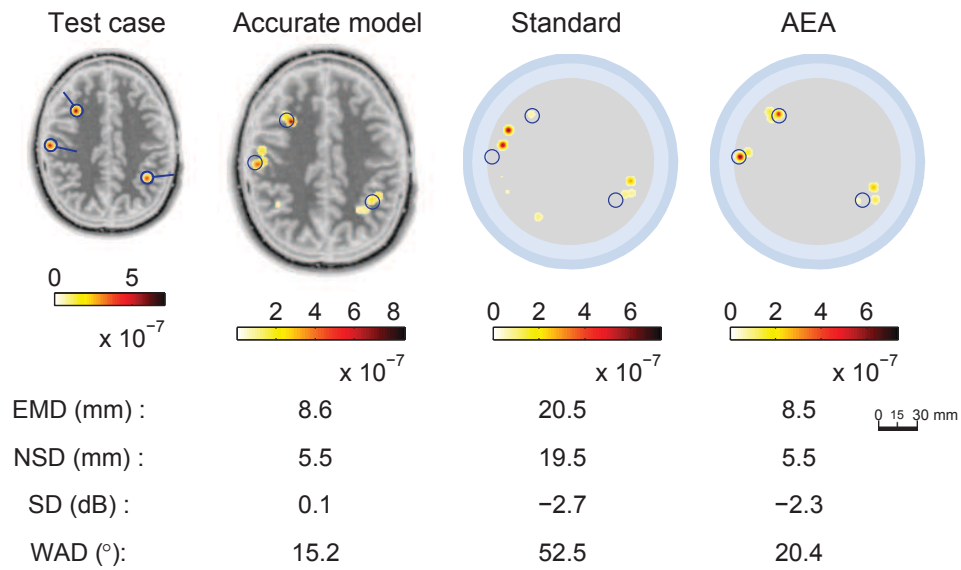 Test case Accurate model Standard AEA
0 5
x 10−7
0 2 4 6 8
x 10−7
0 2 4 6
x 10−7
0 2 4 6
x 10−7
EMD (mm) : 8.6 20.5 8.5
0 15 30 mm
NSD (mm) : 5.5 19.5 5.5
SD (dB) : 0.1 −2.7 −2.3
WAD (°): 15.2 52.5 20.4